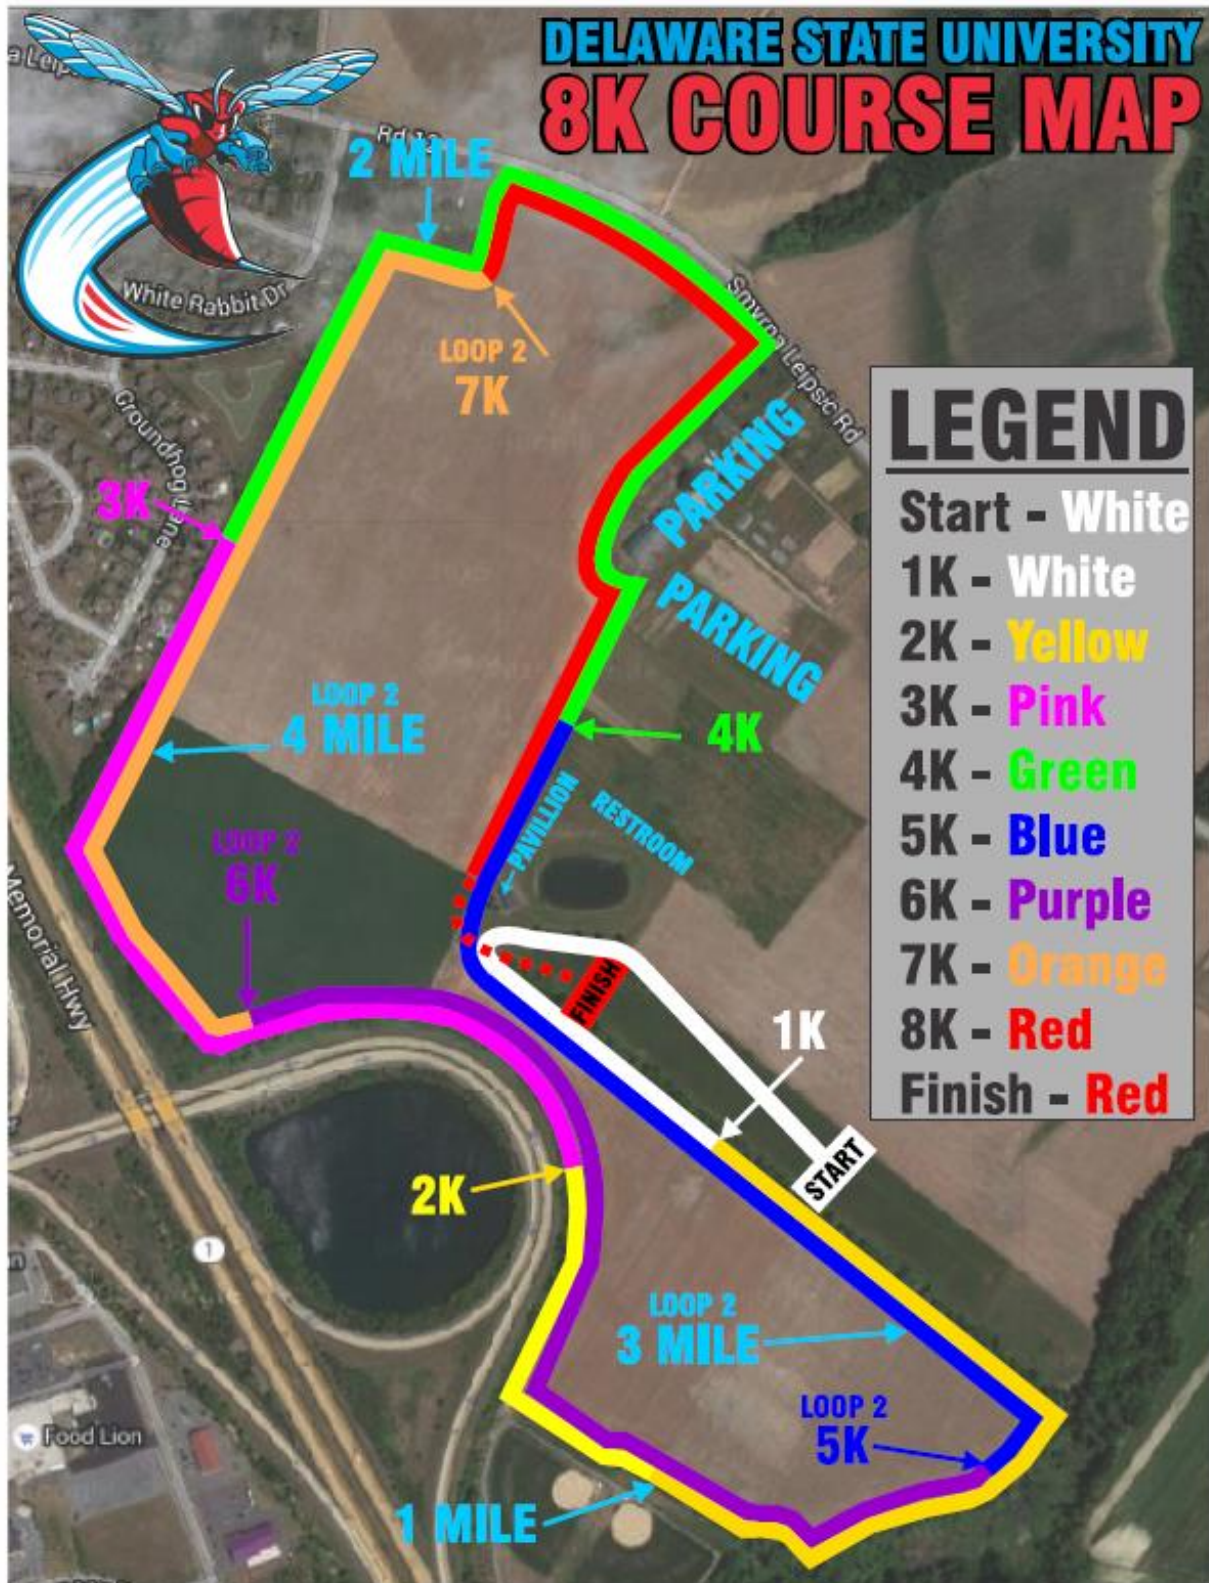 DELAWARE STATE UNIVERSITY
8K COURSE MAP
Rd 12
2 MILE
White Rabbit Dr
Smyrna Leipsic Rd
LOOP 2
7K
Groundhog Lane
PARKING
PARKING
3K
LEGEND
Start - White
1K - White
2K - Yellow
3K - Pink
4K - Green
5K - Blue
6K - Purple
7K - Orange
8K - Red
Finish - Red
LOOP 2
4 MILE
4K
PAVILLION
RESTROOM
LOOP 2
6K
Memorial Hwy
FINISH
1K
START
2K
1
LOOP 2
3 MILE
LOOP 2
5K
Food Lion
1 MILE